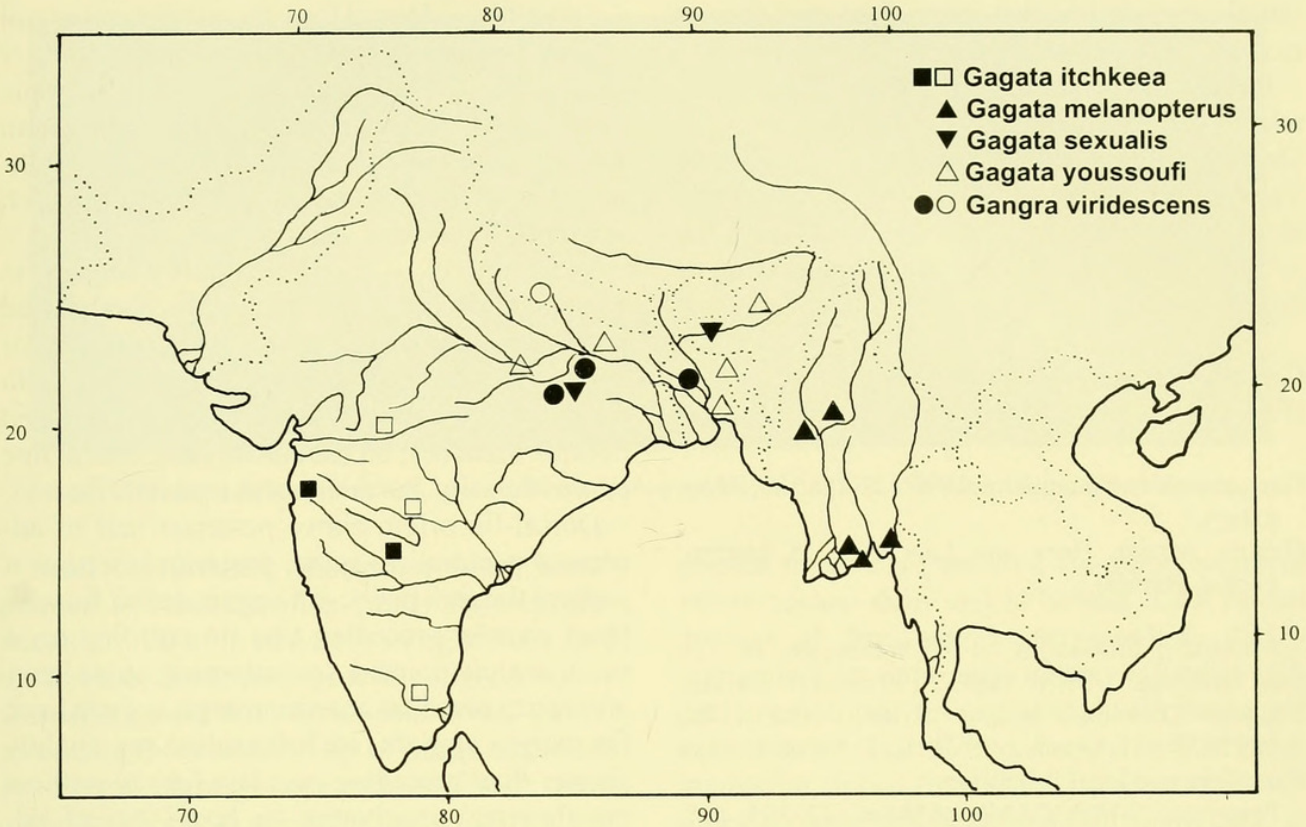 70 80 90 100
■□ Gagata itchkeea
▲ Gagata melanopterus
▼ Gagata sexualis
△ Gagata youssoufi
●○ Gangra viridescens
30 30
20 20
10 10
70 80 90 100